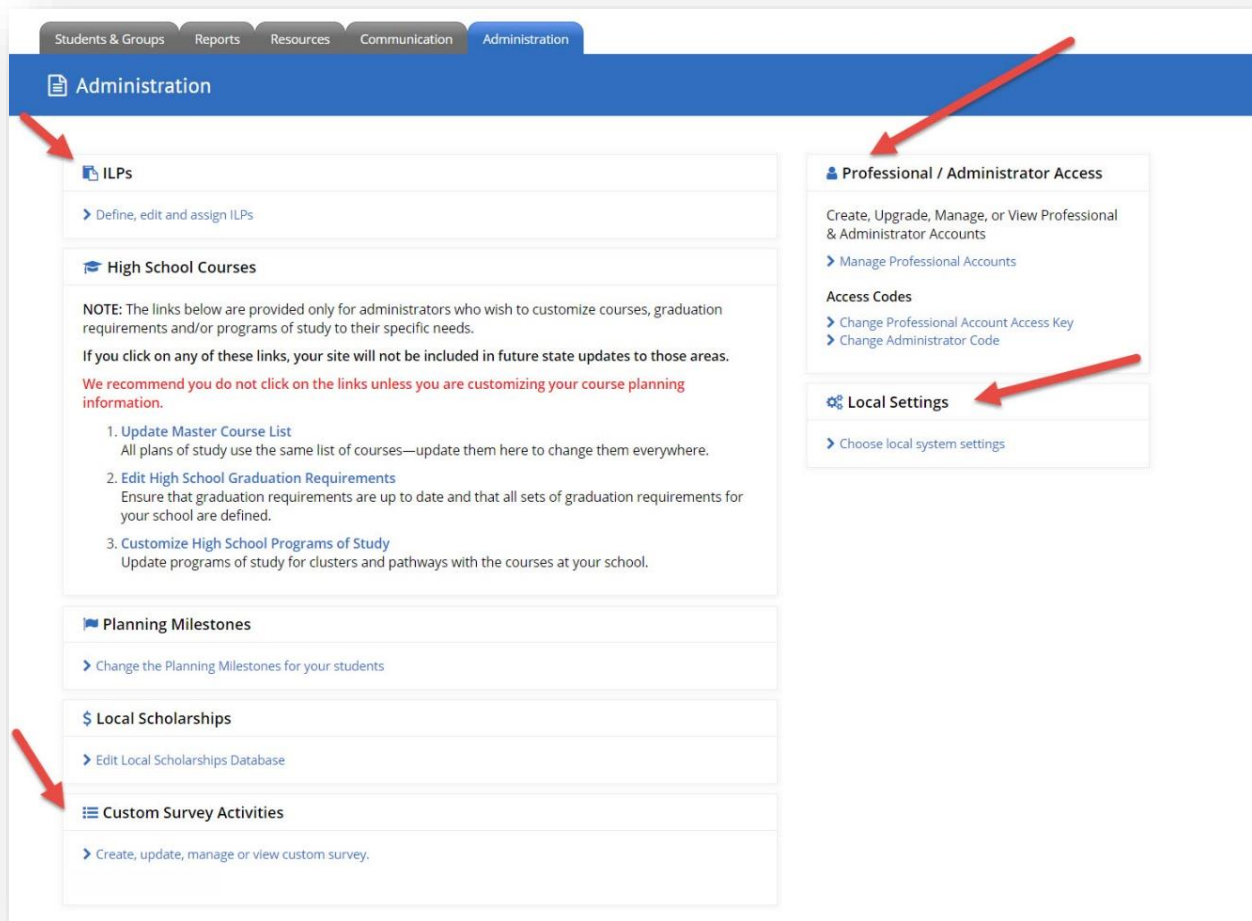 Students & Groups
Reports
Resources
Communication
Administration
Administration
ILPs
Define, edit and assign ILPs
High School Courses
NOTE: The links below are provided only for administrators who wish to customize courses, graduation
requirements and/or programs of study to their specific needs.
If you click on any of these links, your site will not be included in future state updates to those areas.
We recommend you do not click on the links unless you are customizing your course planning
information.
1. Update Master Course List
All plans of study use the same list of courses—update them here to change them everywhere.
2. Edit High School Graduation Requirements
Ensure that graduation requirements are up to date and that all sets of graduation requirements for
your school are defined.
3. Customize High School Programs of Study
Update programs of study for clusters and pathways with the courses at your school.
Planning Milestones
Change the Planning Milestones for your students
$ Local Scholarships
Edit Local Scholarships Database
Custom Survey Activities
Create, update, manage or view custom survey.
Professional / Administrator Access
Create, Upgrade, Manage, or View Professional
& Administrator Accounts
Manage Professional Accounts
Access Codes
Change Professional Account Access Key
Change Administrator Code
Local Settings
Choose local system settings